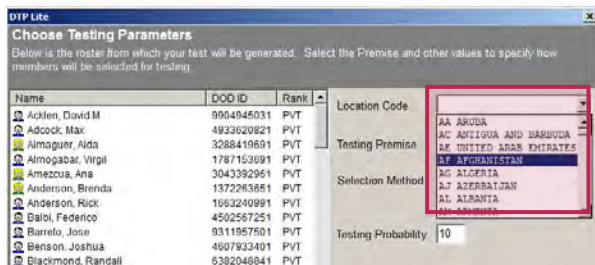 DTP Lite
Choose Testing Parameters
Below is the roster from which your test will be generated. Select the Premise and other values to specify how
members will be selected for testing.
Name DOD ID Rank
Acklen, David M 9904945031 PVT
Adcock, Max 4933620821 PVT
Almaguer, Aida 3288419691 PVT
Almogabar, Virgil 1787153691 PVT
Amezcua, Ana 3043392961 PVT
Anderson, Brenda 1372263651 PVT
Anderson, Rick 1663240991 PVT
Balbi, Federico 4502567251 PVT
Barreto, Jose 9311957501 PVT
Benson, Joshua 4607933401 PVT
Blackmond, Randall 6382048841 PVT
Location Code
AA ARUBA
AC ANTIGUA AND BARBUDA
AE UNITED ARAB EMIRATES
AF AFGHANISTAN
AG ALGERIA
AJ AZERBAIJAN
AL ALBANIA
Testing Premise
Selection Method
Testing Probability 10